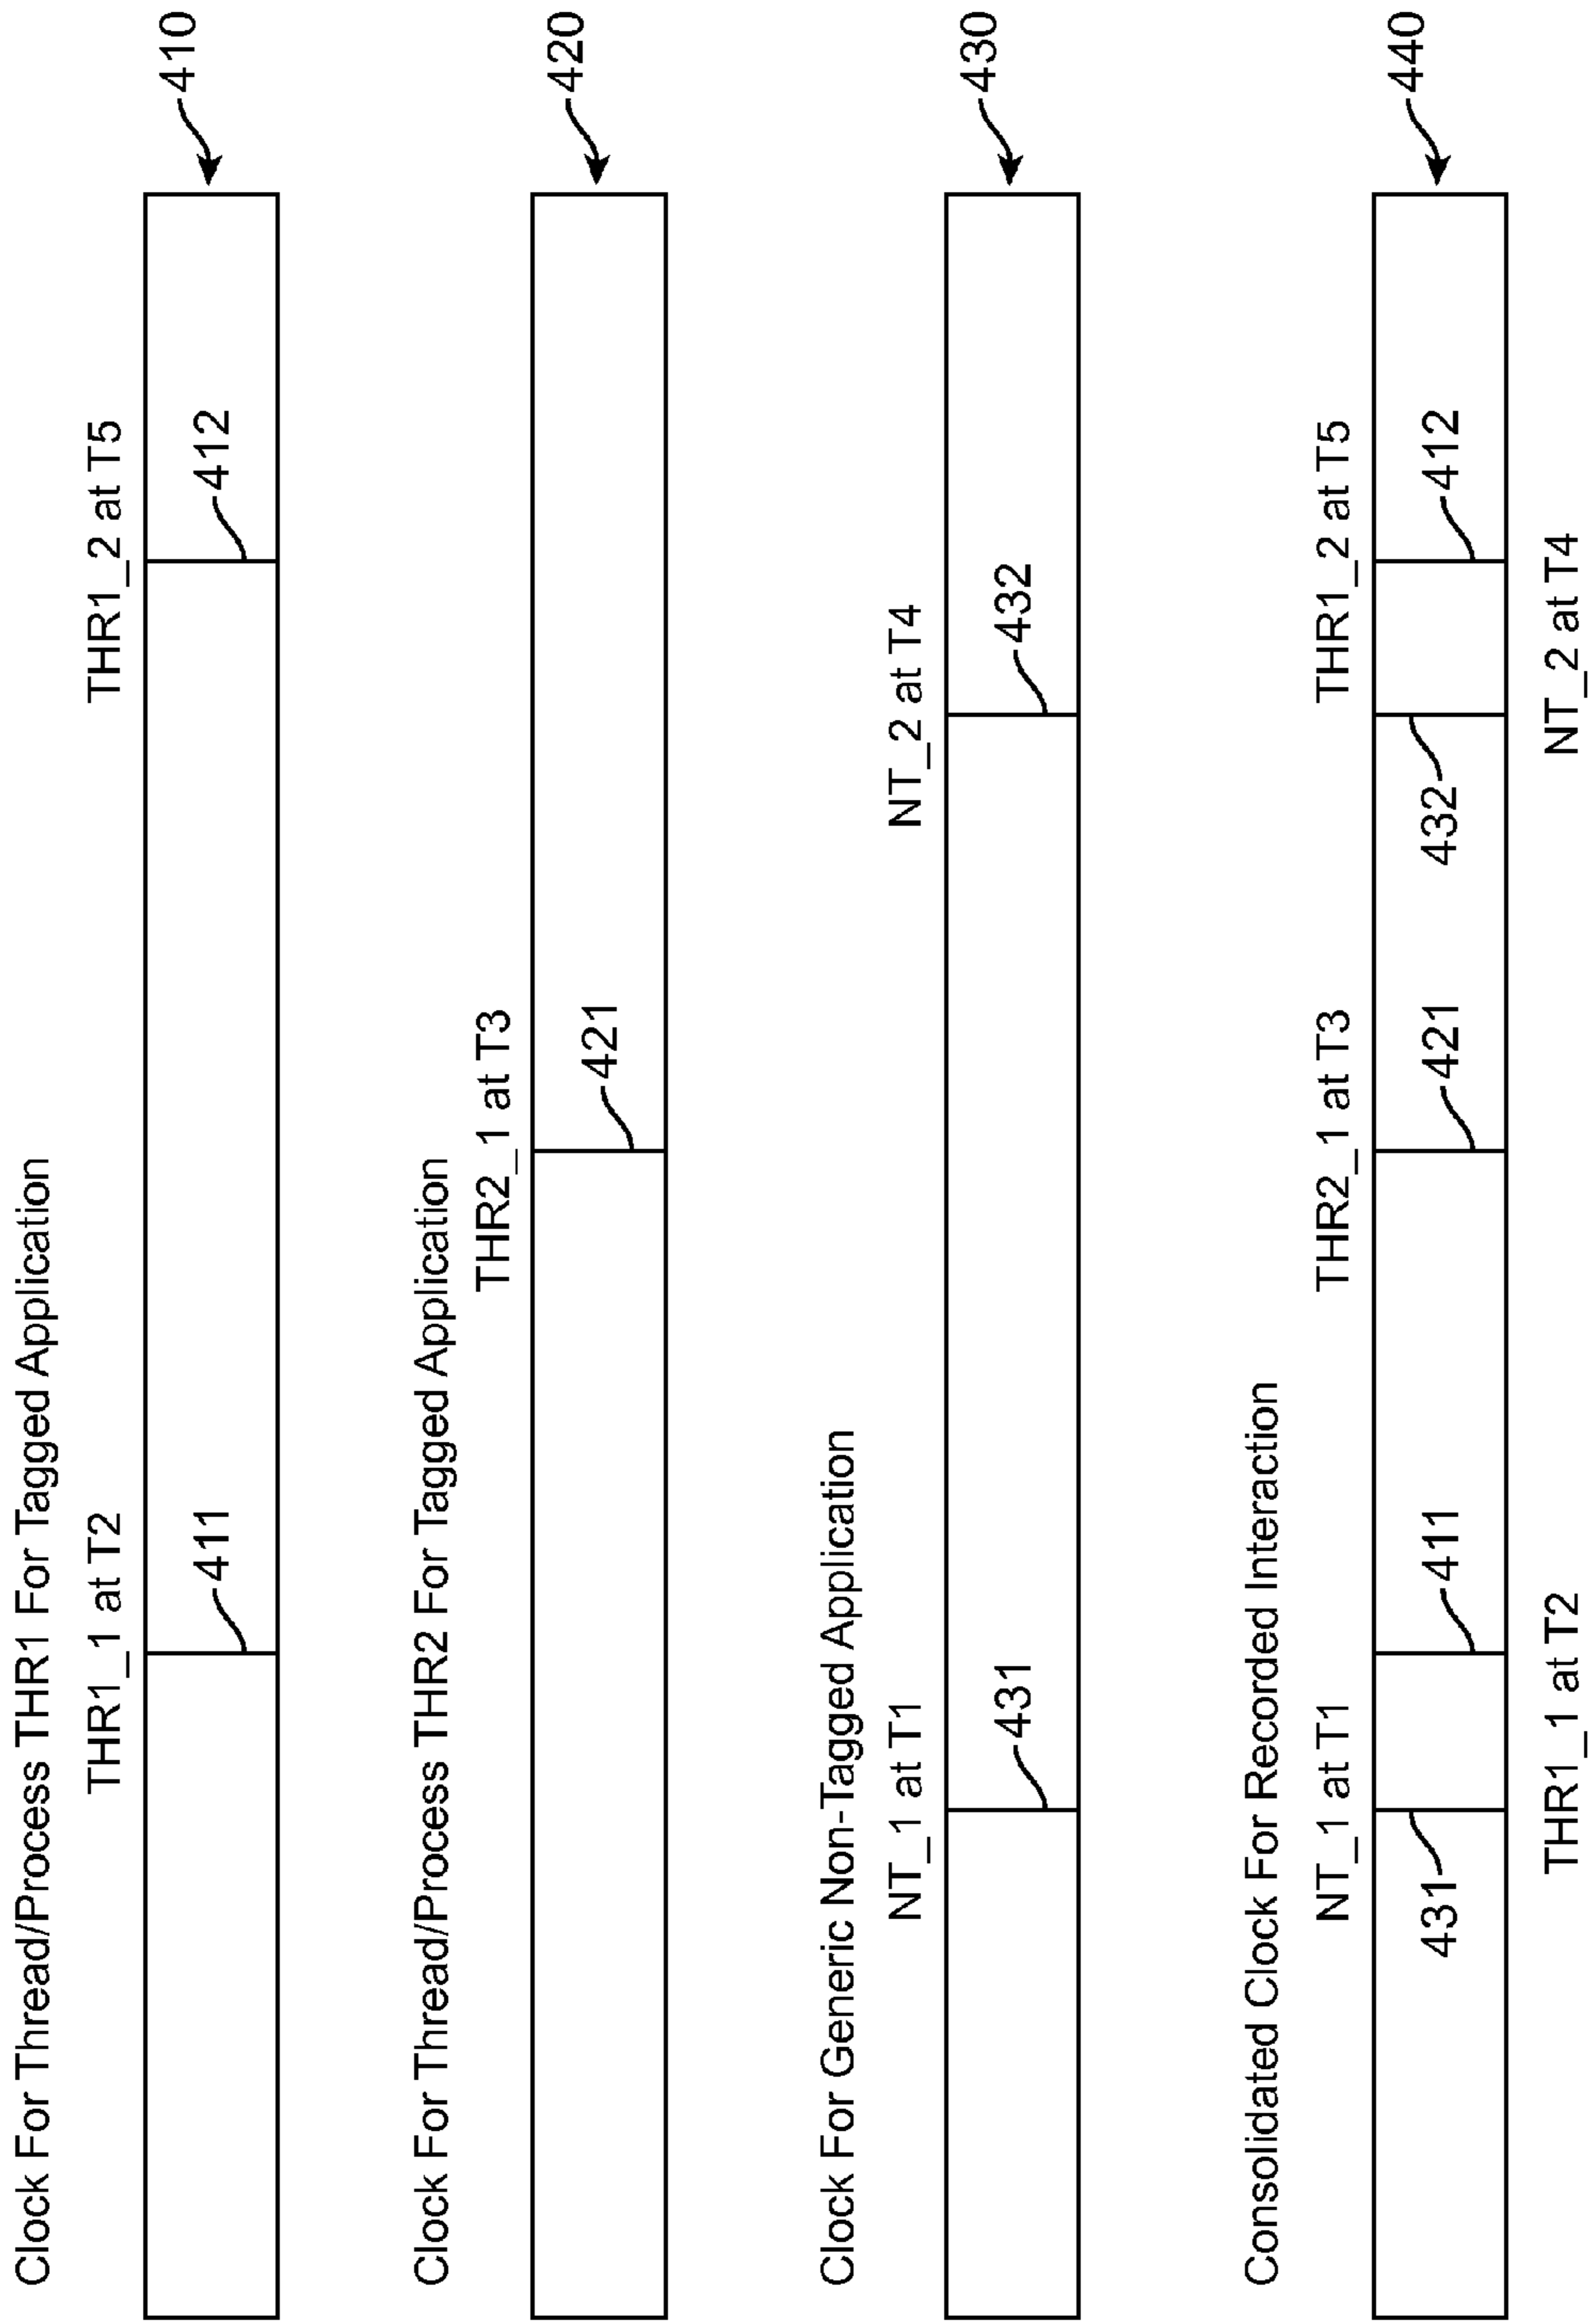 Clock For Thread/Process THR1 For Tagged Application
THR1_1 at T2
THR1_2 at T5
411
412
410
Clock For Thread/Process THR2 For Tagged Application
THR2_1 at T3
421
420
Clock For Generic Non-Tagged Application
NT_1 at T1
NT_2 at T4
431
432
430
Consolidated Clock For Recorded Interaction
NT_1 at T1
THR2_1 at T3
THR1_2 at T5
431
411
421
432
412
440
THR1_1 at T2
NT_2 at T4